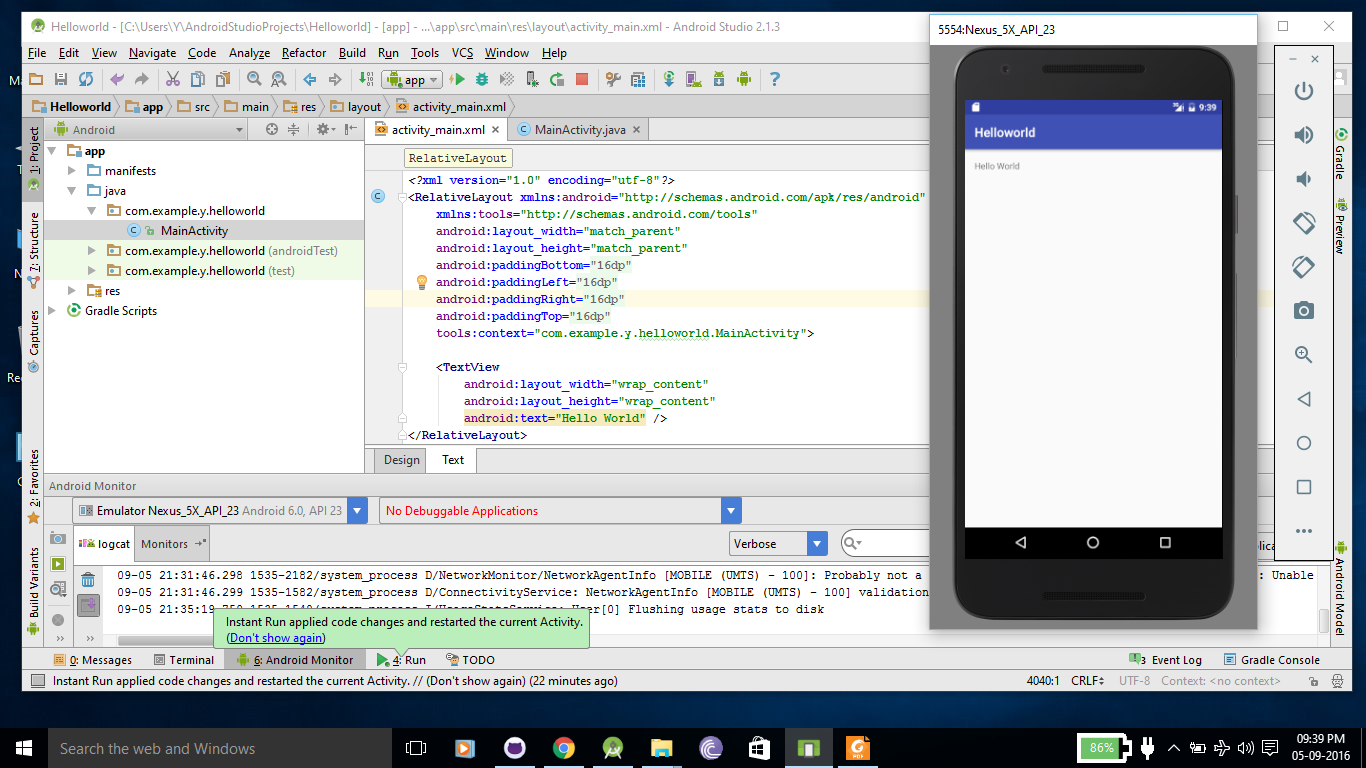 Helloworld - [C:\Users\Y\AndroidStudioProjects\Helloworld] - [app] - ...\app\src\main\res\layout\activity_main.xml - Android Studio 2.1.3
File Edit View Navigate Code Analyze Refactor Build Run Tools VCS Window Help
app
Helloworld app src main res layout activity_main.xml
Android
activity_main.xml MainActivity.java
1: Project
7: Structure
Captures
2: Favorites
Build Variants
app
manifests
java
com.example.y.helloworld
MainActivity
com.example.y.helloworld (androidTest)
com.example.y.helloworld (test)
res
Gradle Scripts
RelativeLayout
<?xml version="1.0" encoding="utf-8"?>
<RelativeLayout xmlns:android="http://schemas.android.com/apk/res/android"
xmlns:tools="http://schemas.android.com/tools"
android:layout_width="match_parent"
android:layout_height="match_parent"
android:paddingBottom="16dp"
android:paddingLeft="16dp"
android:paddingRight="16dp"
android:paddingTop="16dp"
tools:context="com.example.y.helloworld.MainActivity">
<TextView
android:layout_width="wrap_content"
android:layout_height="wrap_content"
android:text="Hello World" />
</RelativeLayout>
Design Text
5554:Nexus_5X_API_23
9:39
Helloworld
Hello World
Gradle
Preview
Android Model
Android Monitor
Emulator Nexus_5X_API_23 Android 6.0, API 23
No Debuggable Applications
logcat Monitors
Verbose
09-05 21:31:46.298 1535-2182/system_process D/NetworkMonitor/NetworkAgentInfo [MOBILE (UMTS) - 100]: Probably not a
: Unable
09-05 21:31:46.298 1535-1582/system_process D/ConnectivityService: NetworkAgentInfo [MOBILE (UMTS) - 100] validation
09-05 21:35:19 User[0] Flushing usage stats to disk
Instant Run applied code changes and restarted the current Activity.
(Don't show again)
0: Messages Terminal 6: Android Monitor 4: Run TODO 3 Event Log Gradle Console
Instant Run applied code changes and restarted the current Activity. // (Don't show again) (22 minutes ago) 4040:1 CRLF UTF-8 Context: <no context>
Search the web and Windows
PDF
86%
09:39 PM
05-09-2016